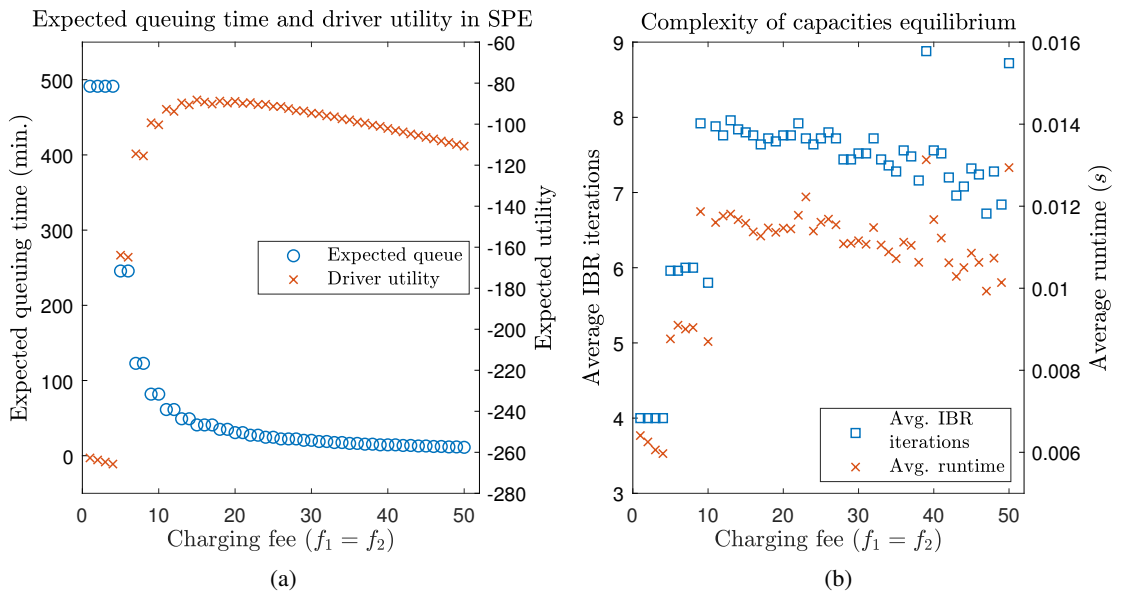 Expected queuing time and driver utility in SPE
Expected queuing time (min.)
500
400
300
200
100
0
-60
-80
-100
-120
-140
-160
-180
-200
-220
-240
-260
-280
Expected utility
Expected queue
Driver utility
0
10
20
30
40
50
Charging fee (f₁ = f₂)
(a)
Complexity of capacities equilibrium
Average IBR iterations
9
8
7
6
5
4
3
0.016
0.014
0.012
0.01
0.008
0.006
Average runtime (s)
Avg. IBR
iterations
Avg. runtime
0
10
20
30
40
50
Charging fee (f₁ = f₂)
(b)